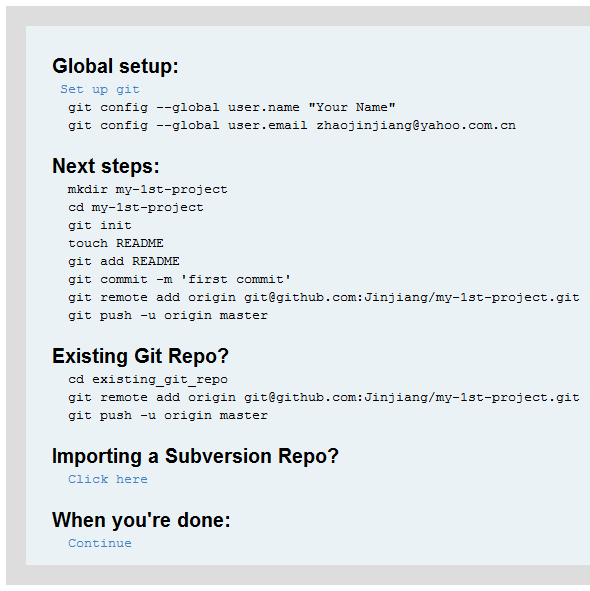 Global setup:
Set up git
git config --global user.name "Your Name"
git config --global user.email zhaojinjiang@yahoo.com.cn
Next steps:
mkdir my-1st-project
cd my-1st-project
git init
touch README
git add README
git commit -m 'first commit'
git remote add origin git@github.com:Jinjiang/my-1st-project.git
git push -u origin master
Existing Git Repo?
cd existing_git_repo
git remote add origin git@github.com:Jinjiang/my-1st-project.git
git push -u origin master
Importing a Subversion Repo?
Click here
When you're done:
Continue